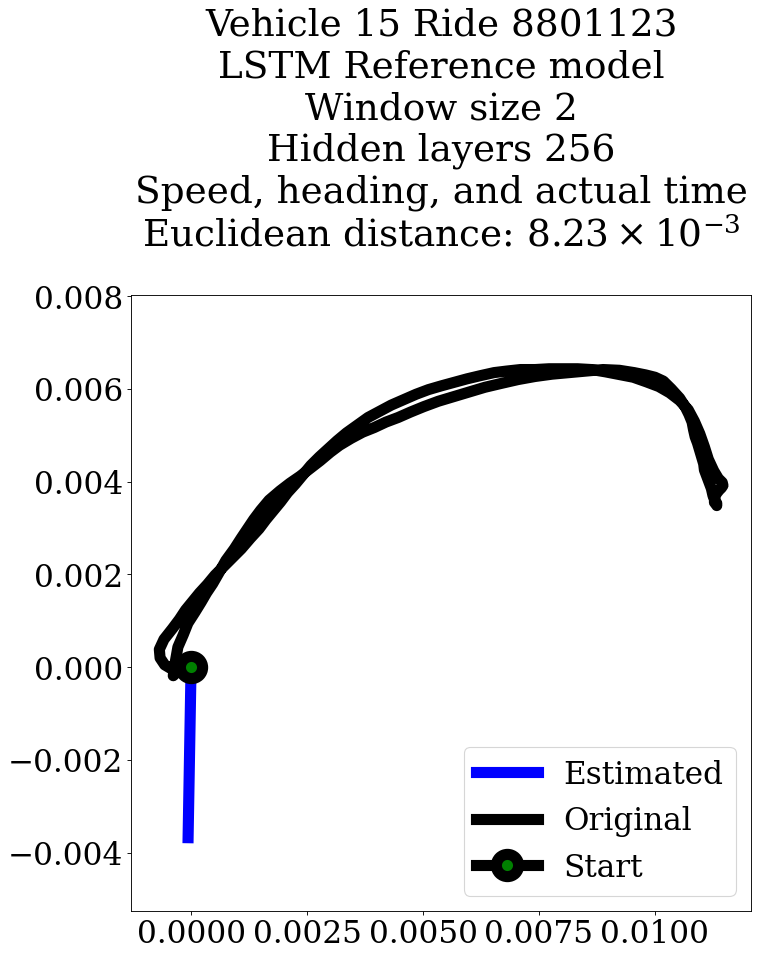 Vehicle 15 Ride 8801123
LSTM Reference model
Window size 2
Hidden layers 256
Speed, heading, and actual time
Euclidean distance: 8.23 × 10⁻³
0.008
0.006
0.004
0.002
0.000
−0.002
−0.004
Estimated
Original
Start
0.0000 0.0025 0.0050 0.0075 0.0100